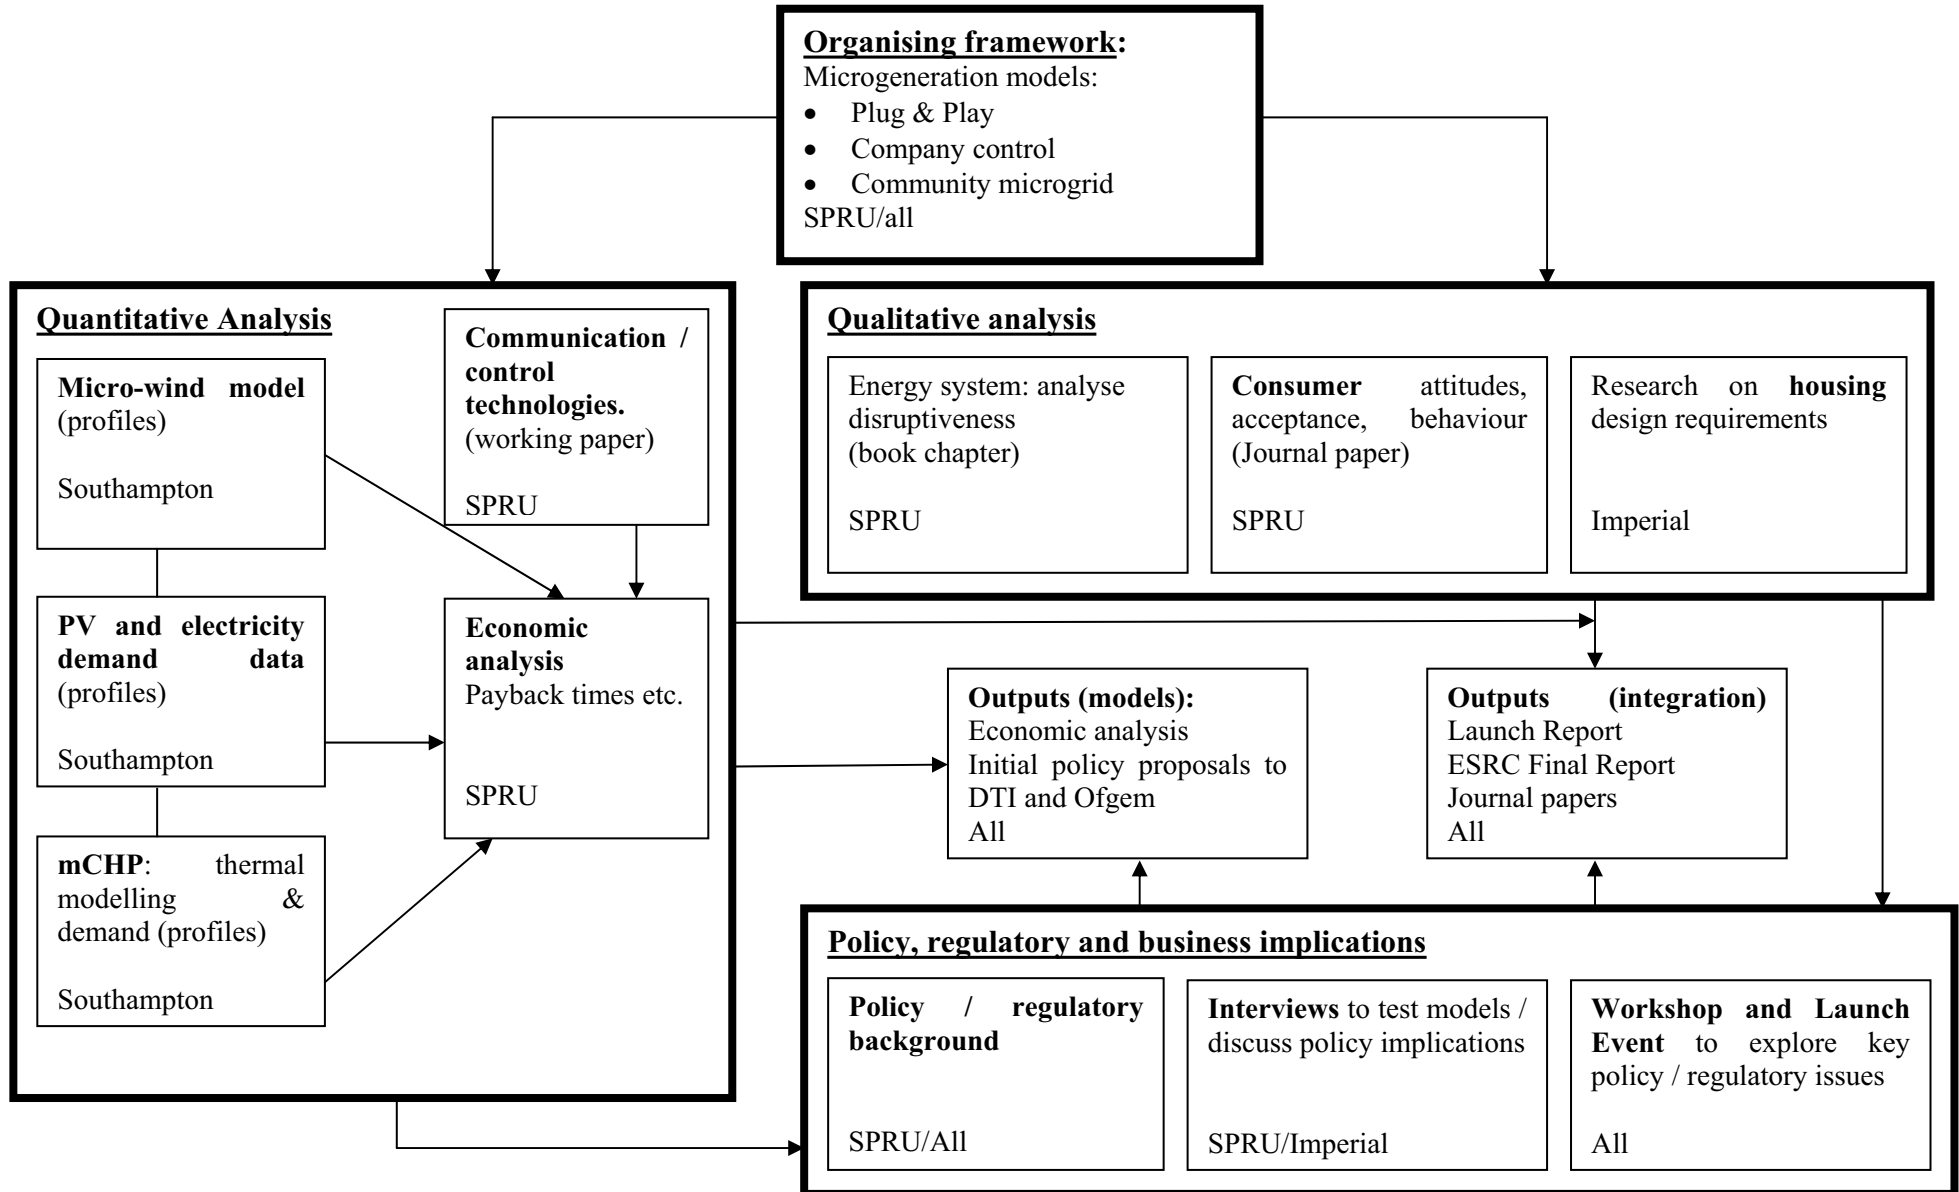 Organising framework:
Microgeneration models:
• Plug & Play
• Company control
• Community microgrid
SPRU/all
Quantitative Analysis
Micro-wind model
(profiles)
Southampton
Communication /
control
technologies.
(working paper)
SPRU
PV and electricity
demand data
(profiles)
Southampton
Economic
analysis
Payback times etc.
SPRU
mCHP: thermal
modelling &
demand (profiles)
Southampton
Qualitative analysis
Energy system: analyse
disruptiveness
(book chapter)
SPRU
Consumer attitudes,
acceptance, behaviour
(Journal paper)
SPRU
Research on housing
design requirements
Imperial
Outputs (models):
Economic analysis
Initial policy proposals to
DTI and Ofgem
All
Outputs (integration)
Launch Report
ESRC Final Report
Journal papers
All
Policy, regulatory and business implications
Policy / regulatory
background
SPRU/All
Interviews to test models /
discuss policy implications
SPRU/Imperial
Workshop and Launch
Event to explore key
policy / regulatory issues
All